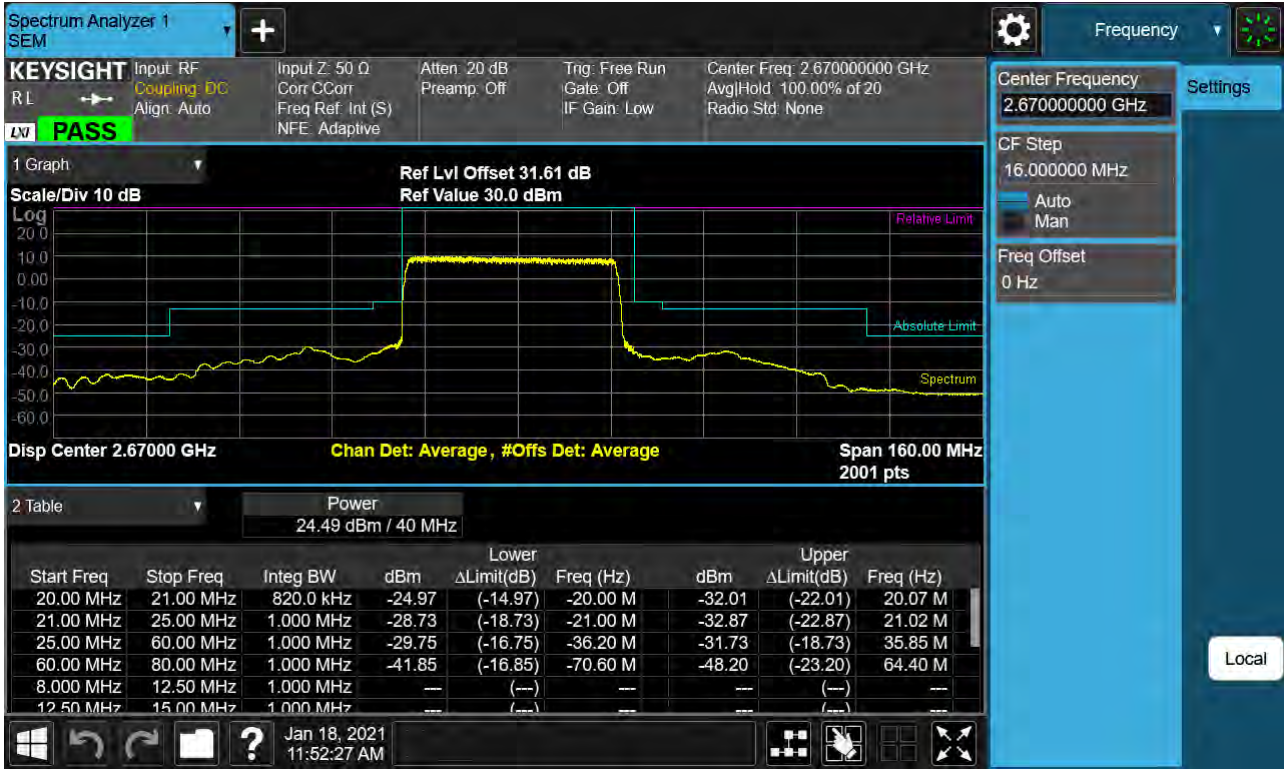 Spectrum Analyzer 1
SEM
Frequency
KEYSIGHT
R L
LXI
PASS
Input: RF
Coupling: DC
Align: Auto
Input Z: 50 Ω
Corr CCorr
Freq Ref: Int (S)
NFE: Adaptive
Atten: 20 dB
Preamp: Off
Trig: Free Run
Gate: Off
IF Gain: Low
Center Freq: 2.670000000 GHz
Avg|Hold: 100.00% of 20
Radio Std: None
Center Frequency
2.670000000 GHz
Settings
CF Step
16.000000 MHz
Auto
Man
Freq Offset
0 Hz
Local
1 Graph
Scale/Div 10 dB
Ref Lvl Offset 31.61 dB
Ref Value 30.0 dBm
Log
20.0
10.0
0.00
-10.0
-20.0
-30.0
-40.0
-50.0
-60.0
Relative Limit
Absolute Limit
Spectrum
Disp Center 2.67000 GHz
Chan Det: Average, #Offs Det: Average
Span 160.00 MHz
2001 pts
2 Table
Power
24.49 dBm / 40 MHz
Lower Upper
Start Freq Stop Freq Integ BW dBm ΔLimit(dB) Freq (Hz) dBm ΔLimit(dB) Freq (Hz)
20.00 MHz 21.00 MHz 820.0 kHz -24.97 (-14.97) -20.00 M -32.01 (-22.01) 20.07 M
21.00 MHz 25.00 MHz 1.000 MHz -28.73 (-18.73) -21.00 M -32.87 (-22.87) 21.02 M
25.00 MHz 60.00 MHz 1.000 MHz -29.75 (-16.75) -36.20 M -31.73 (-18.73) 35.85 M
60.00 MHz 80.00 MHz 1.000 MHz -41.85 (-16.85) -70.60 M -48.20 (-23.20) 64.40 M
8.000 MHz 12.50 MHz 1.000 MHz --- (---) --- --- (---) ---
12.50 MHz 15.00 MHz 1.000 MHz --- (---) --- --- (---) ---
Jan 18, 2021
11:52:27 AM